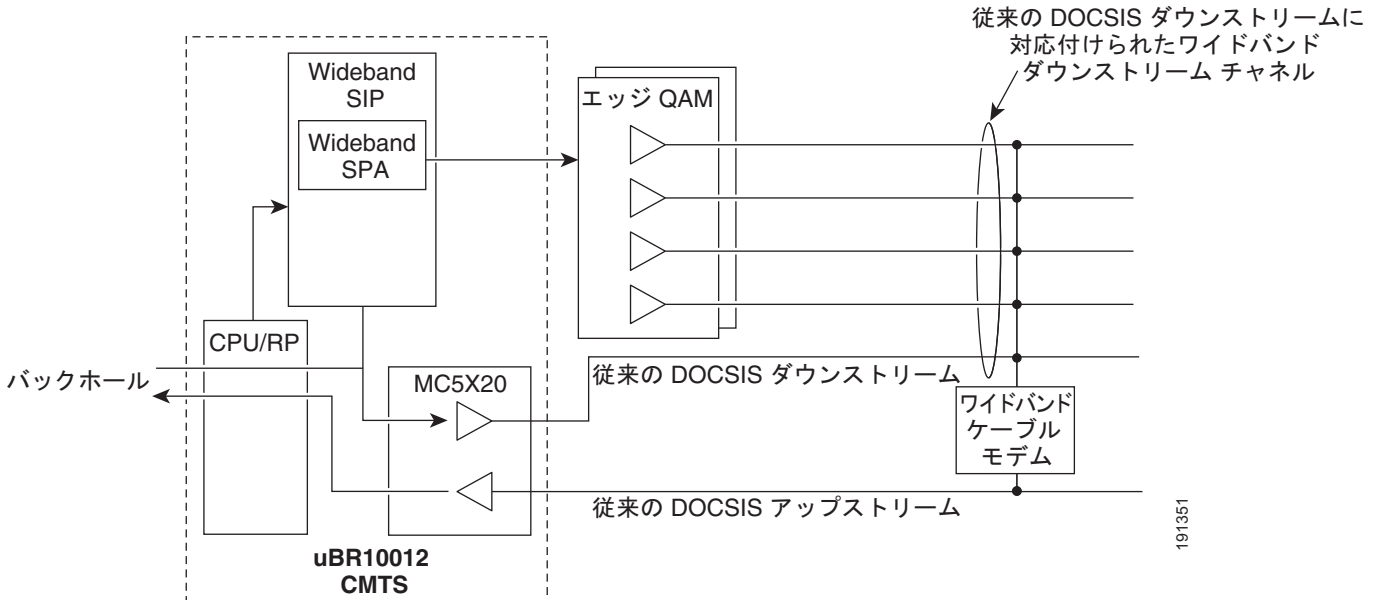 従来の DOCSIS ダウンストリームに
対応付けられたワイドバンド
ダウンストリーム チャネル
Wideband
SIP
Wideband
SPA
エッジ QAM
CPU/RP
バックホール
MC5X20
従来の DOCSIS ダウンストリーム
ワイドバンド
ケーブル
モデム
従来の DOCSIS アップストリーム
uBR10012
CMTS
191351